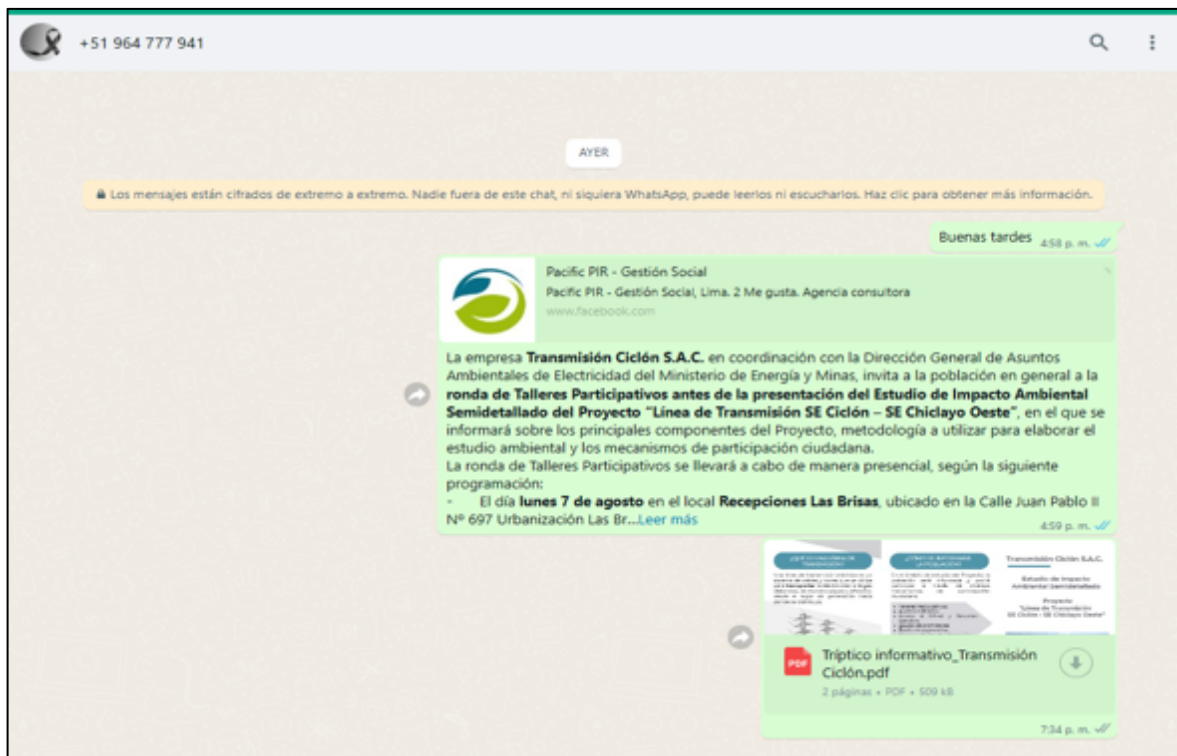 +51 964 777 941
AYER
Los mensajes están cifrados de extremo a extremo. Nadie fuera de este chat, ni siquiera WhatsApp, puede leerlos ni escucharlos. Haz clic para obtener más información.
Buenas tardes 4:58 p. m.
Pacific PIR - Gestión Social
Pacific PIR - Gestión Social, Lima. 2 Me gusta. Agencia consultora
www.facebook.com
La empresa Transmisión Ciclón S.A.C. en coordinación con la Dirección General de Asuntos
Ambientales de Electricidad del Ministerio de Energía y Minas, invita a la población en general a la
ronda de Talleres Participativos antes de la presentación del Estudio de Impacto Ambiental
Semidetallado del Proyecto "Línea de Transmisión SE Ciclón – SE Chiclayo Oeste", en el que se
informará sobre los principales componentes del Proyecto, metodología a utilizar para elaborar el
estudio ambiental y los mecanismos de participación ciudadana.
La ronda de Talleres Participativos se llevará a cabo de manera presencial, según la siguiente
programación:
- El día lunes 7 de agosto en el local Recepciones Las Brisas, ubicado en la Calle Juan Pablo II
Nº 697 Urbanización Las Br...Leer más
4:59 p. m.
Transmisión Ciclón S.A.C.
Estudio de Impacto
Ambiental Semidetallado
Proyecto
"Línea de Transmisión
SE Ciclón - SE Chiclayo Oeste"
PDF
Tríptico informativo_Transmisión
Ciclón.pdf
2 páginas • PDF • 509 kB
7:34 p. m.